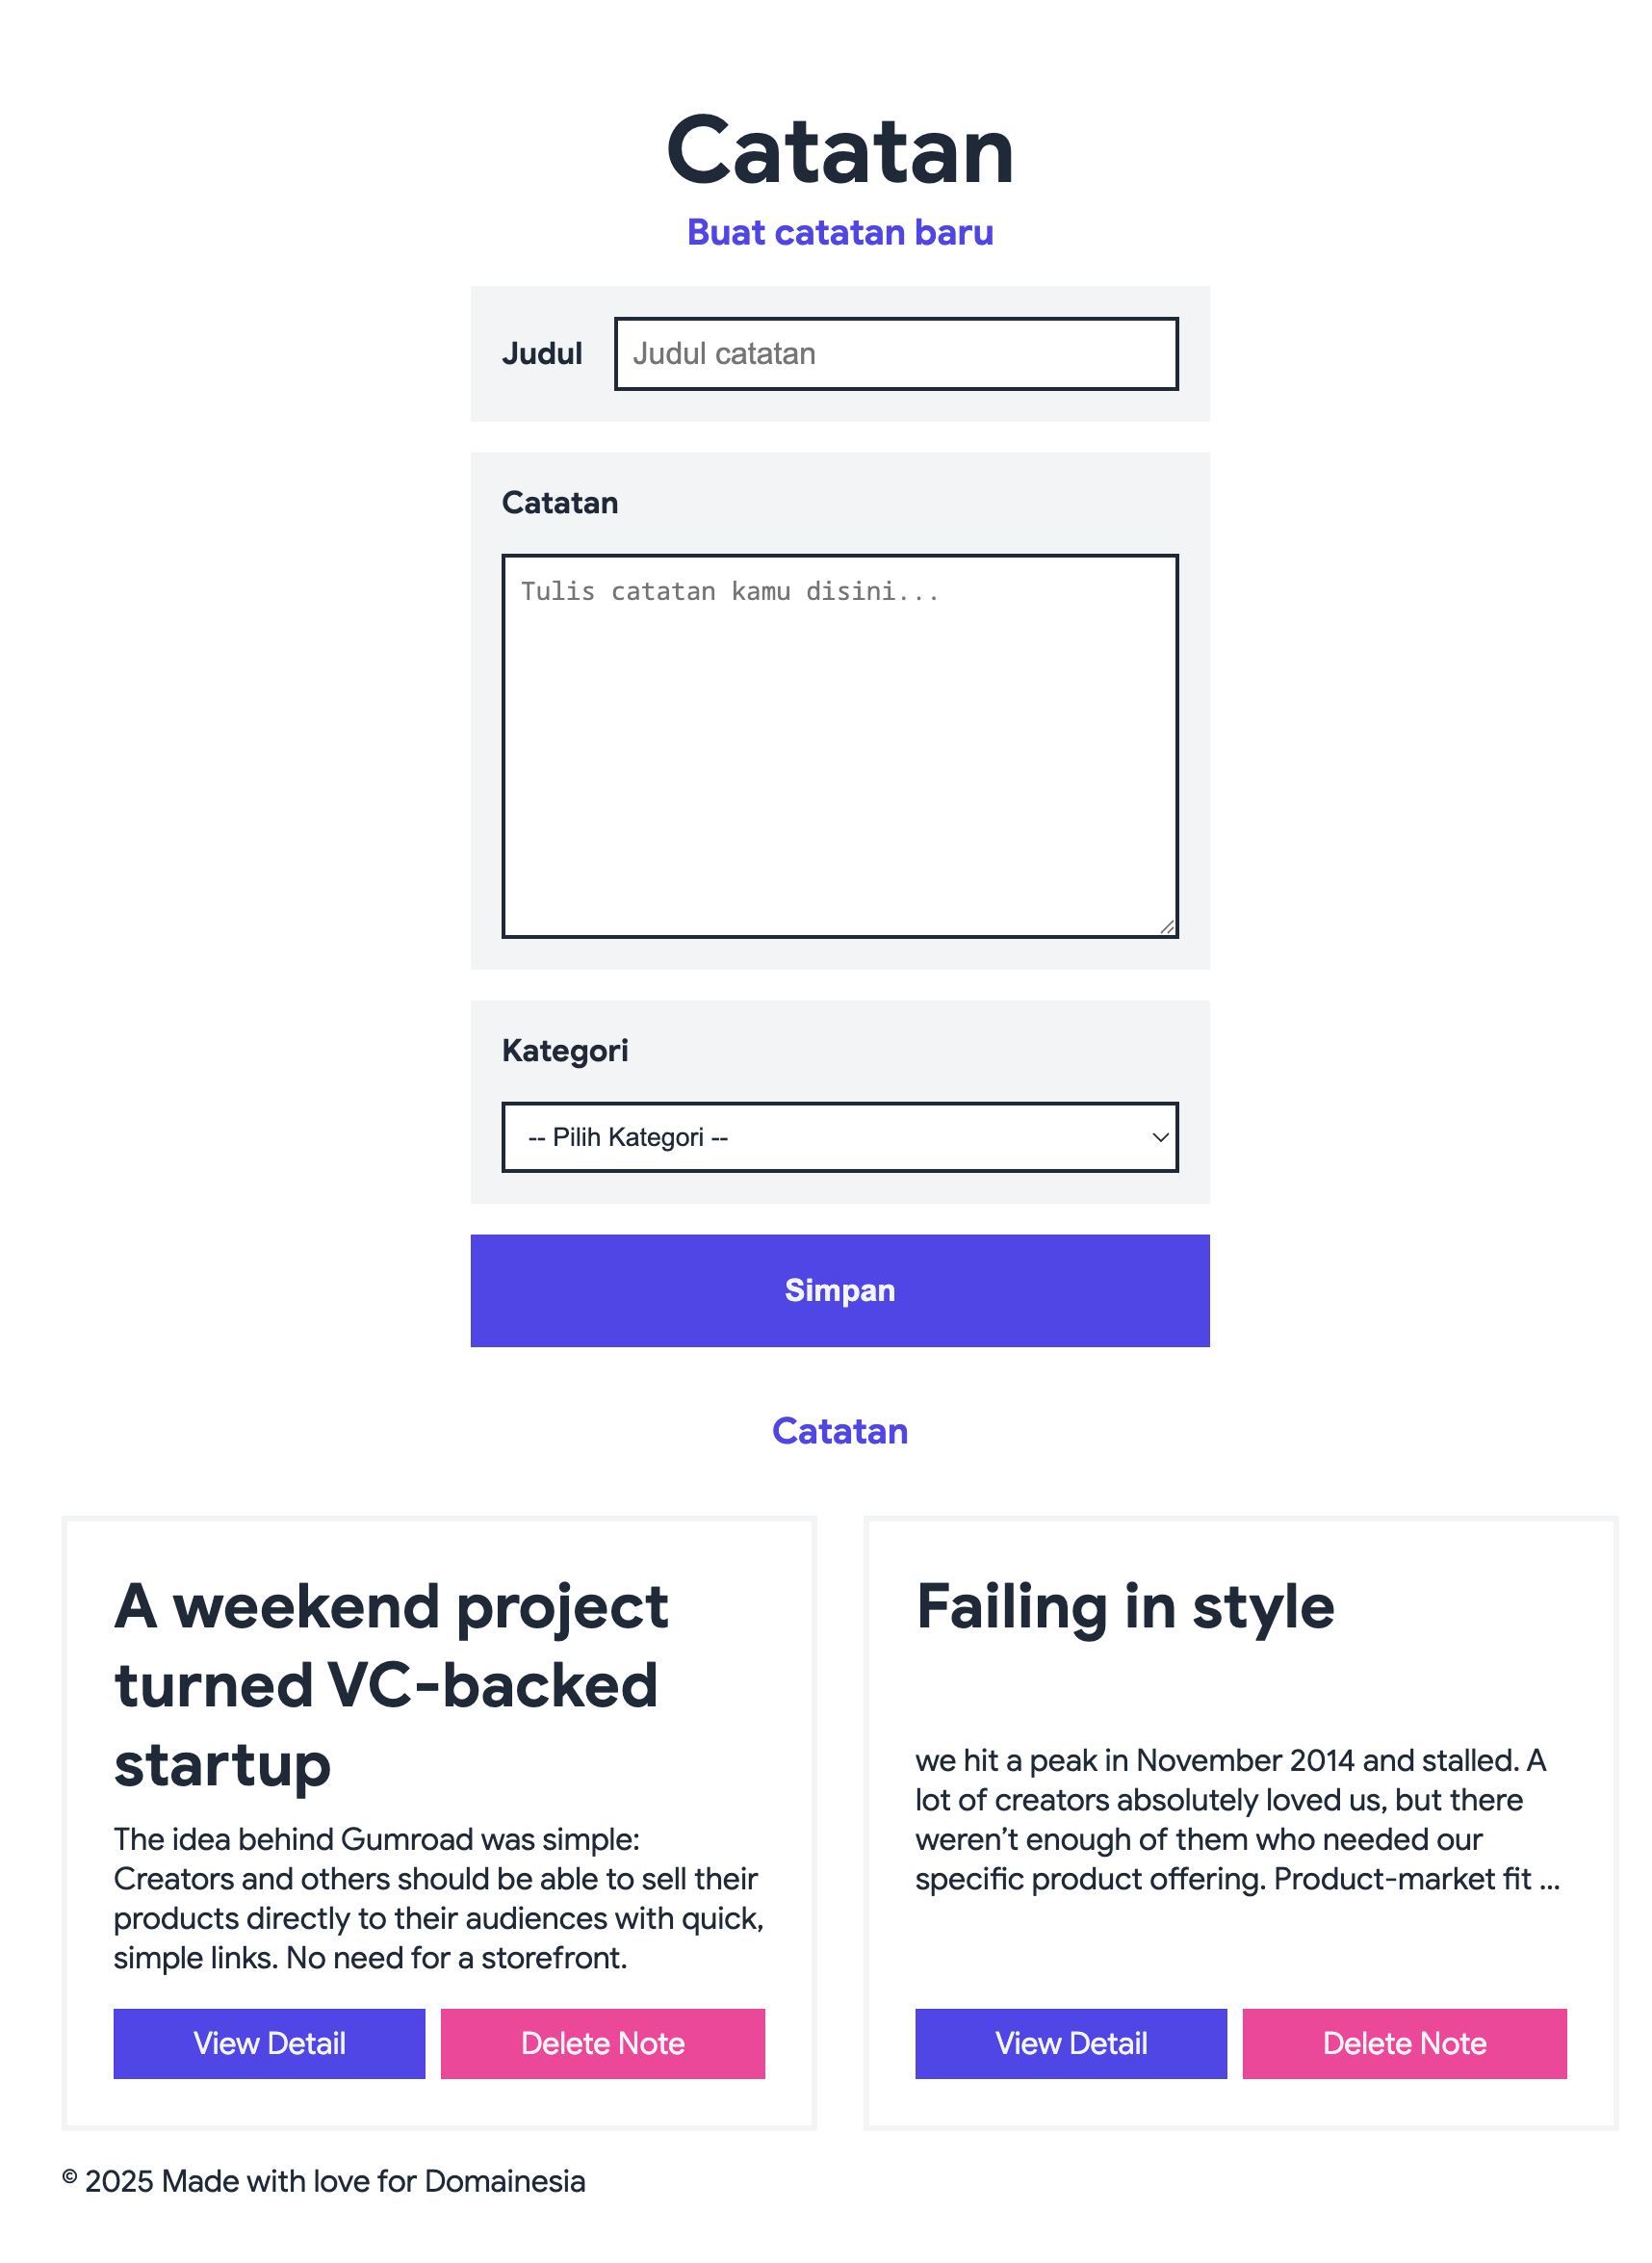 Catatan
Buat catatan baru
Judul
Judul catatan
Catatan
Tulis catatan kamu disini...
Kategori
-- Pilih Kategori --
Simpan
Catatan
A weekend project
turned VC-backed
startup
The idea behind Gumroad was simple:
Creators and others should be able to sell their
products directly to their audiences with quick,
simple links. No need for a storefront.
View Detail
Delete Note
Failing in style
we hit a peak in November 2014 and stalled. A
lot of creators absolutely loved us, but there
weren’t enough of them who needed our
specific product offering. Product-market fit ...
View Detail
Delete Note
© 2025 Made with love for Domainesia